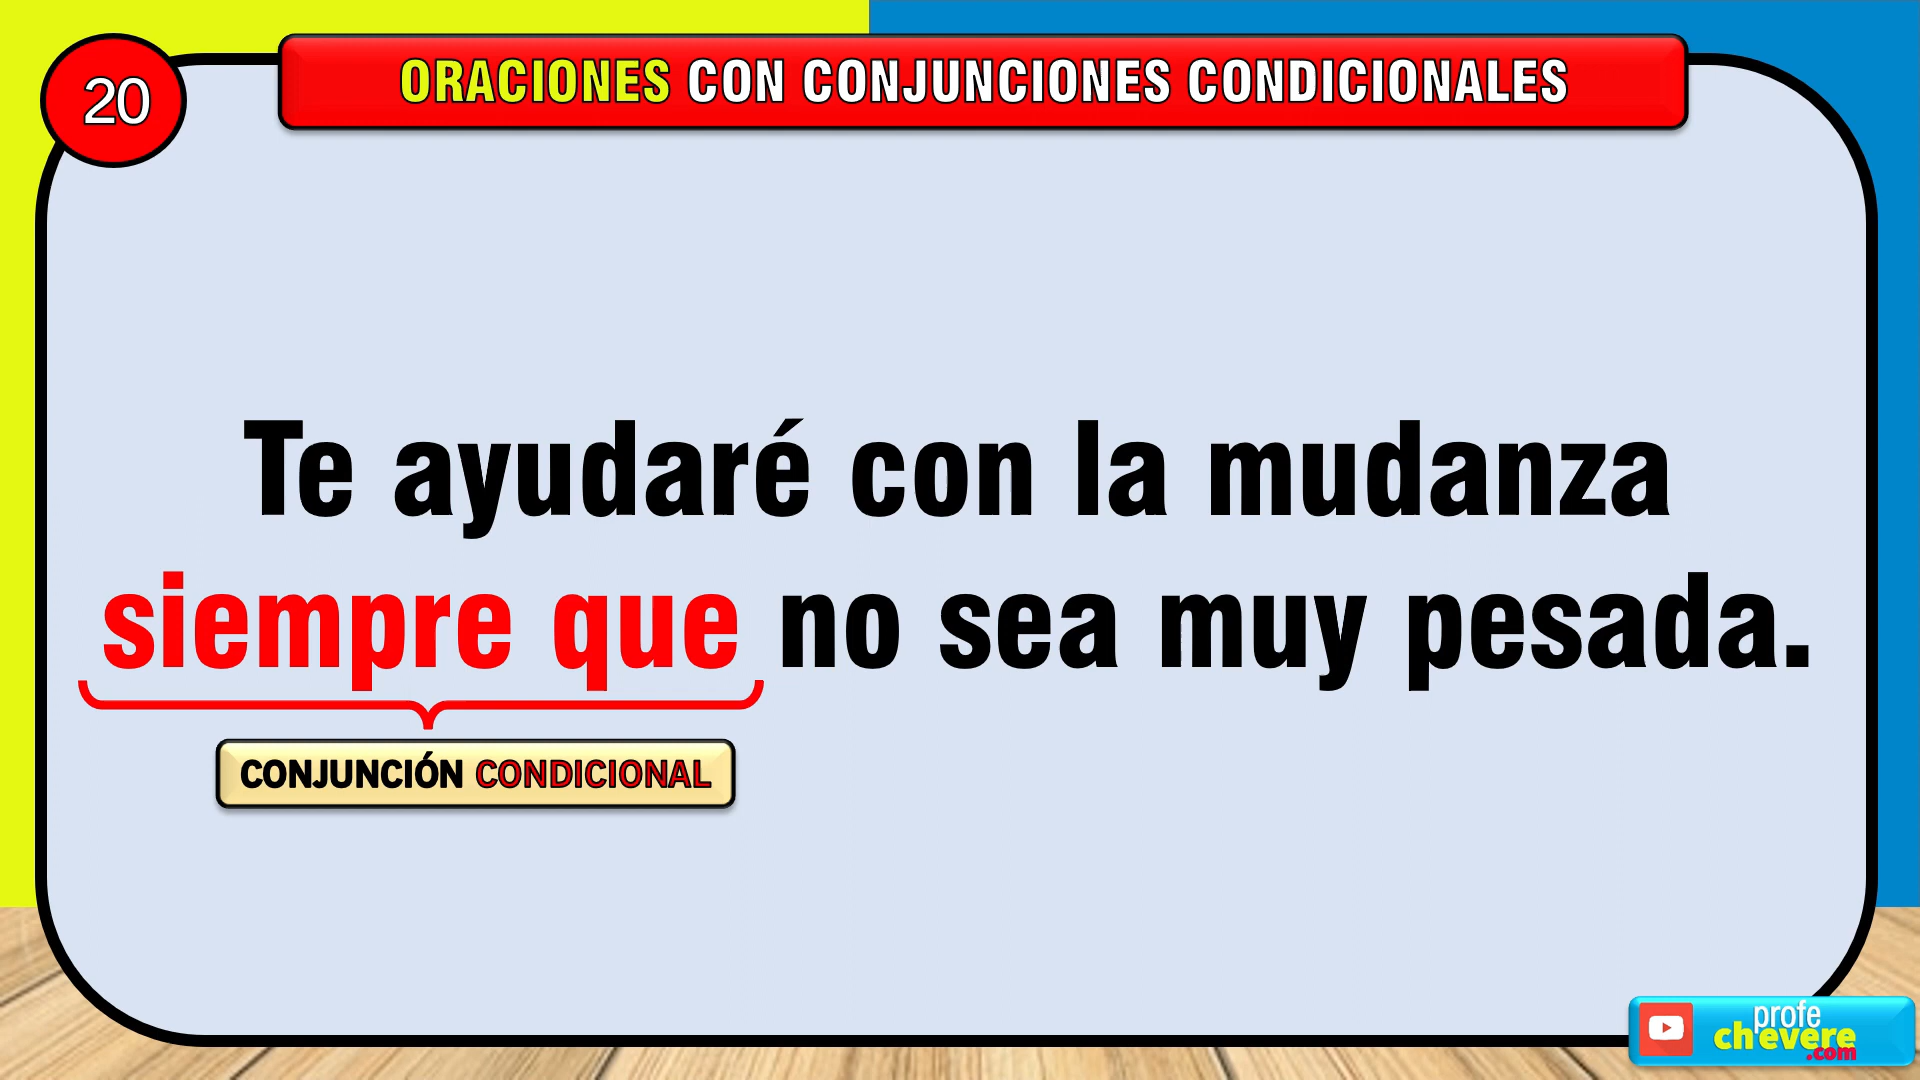 20
ORACIONES CON CONJUNCIONES CONDICIONALES
Te ayudaré con la mudanza
siempre que no sea muy pesada.
CONJUNCIÓN CONDICIONAL
profe
chevere
.com